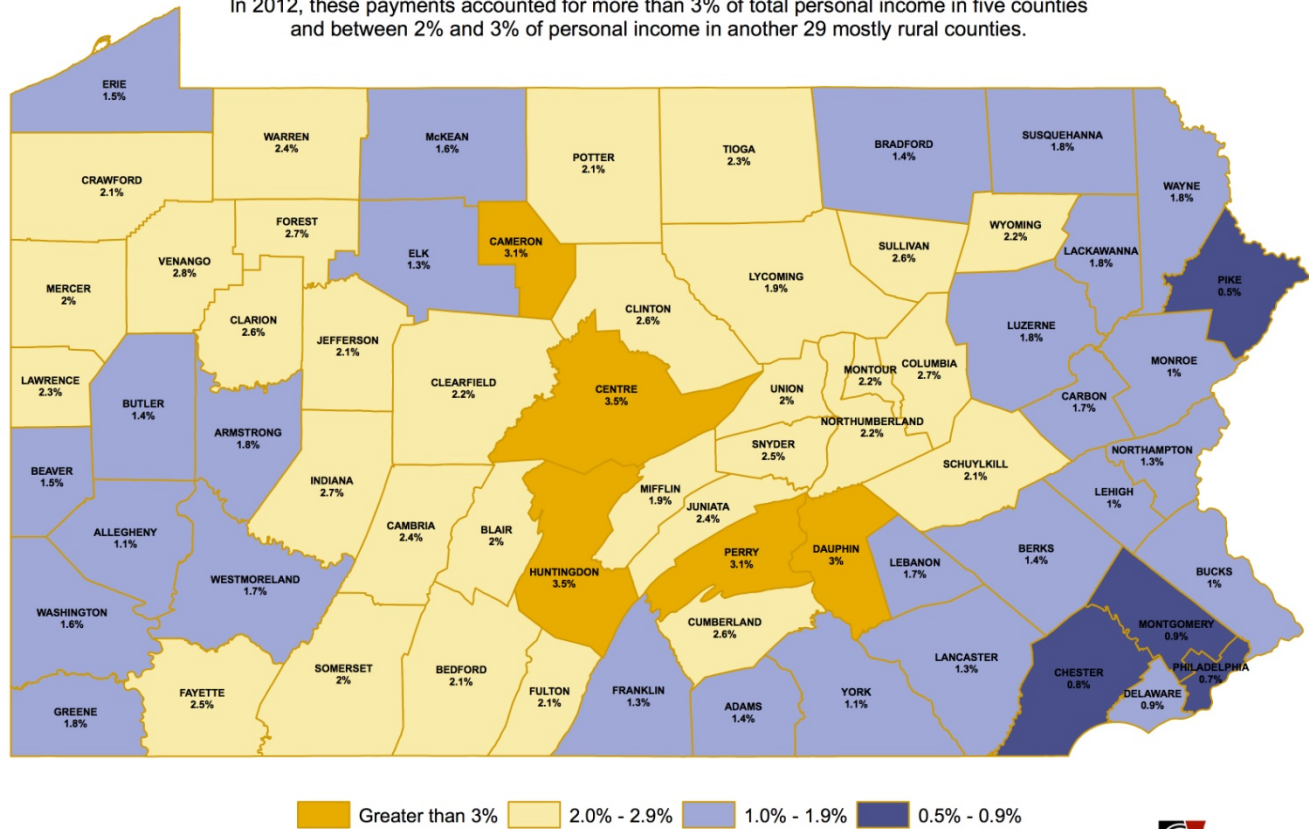 In 2012, these payments accounted for more than 3% of total personal income in five counties
and between 2% and 3% of personal income in another 29 mostly rural counties.
ERIE
1.5%
WARREN
2.4%
McKEAN
1.6%
POTTER
2.1%
TIOGA
2.3%
BRADFORD
1.4%
SUSQUEHANNA
1.8%
WAYNE
1.8%
CRAWFORD
2.1%
FOREST
2.7%
VENANGO
2.8%
ELK
1.3%
CAMERON
3.1%
SULLIVAN
2.6%
WYOMING
2.2%
LACKAWANNA
1.8%
PIKE
0.5%
MERCER
2%
CLARION
2.6%
JEFFERSON
2.1%
CLINTON
2.6%
LYCOMING
1.9%
LUZERNE
1.8%
MONROE
1%
LAWRENCE
2.3%
BUTLER
1.4%
ARMSTRONG
1.8%
CLEARFIELD
2.2%
CENTRE
3.5%
UNION
2%
MONTOUR
2.2%
COLUMBIA
2.7%
CARBON
1.7%
NORTHUMBERLAND
2.2%
SNYDER
2.5%
BEAVER
1.5%
INDIANA
2.7%
MIFFLIN
1.9%
SCHUYLKILL
2.1%
NORTHAMPTON
1.3%
LEHIGH
1%
ALLEGHENY
1.1%
CAMBRIA
2.4%
BLAIR
2%
JUNIATA
2.4%
PERRY
3.1%
DAUPHIN
3%
LEBANON
1.7%
BERKS
1.4%
BUCKS
1%
WESTMORELAND
1.7%
HUNTINGDON
3.5%
WASHINGTON
1.6%
CUMBERLAND
2.6%
MONTGOMERY
0.9%
LANCASTER
1.3%
CHESTER
0.8%
PHILADELPHIA
0.7%
DELAWARE
0.9%
GREENE
1.8%
FAYETTE
2.5%
SOMERSET
2%
BEDFORD
2.1%
FULTON
2.1%
FRANKLIN
1.3%
ADAMS
1.4%
YORK
1.1%
Greater than 3%
2.0% - 2.9%
1.0% - 1.9%
0.5% - 0.9%